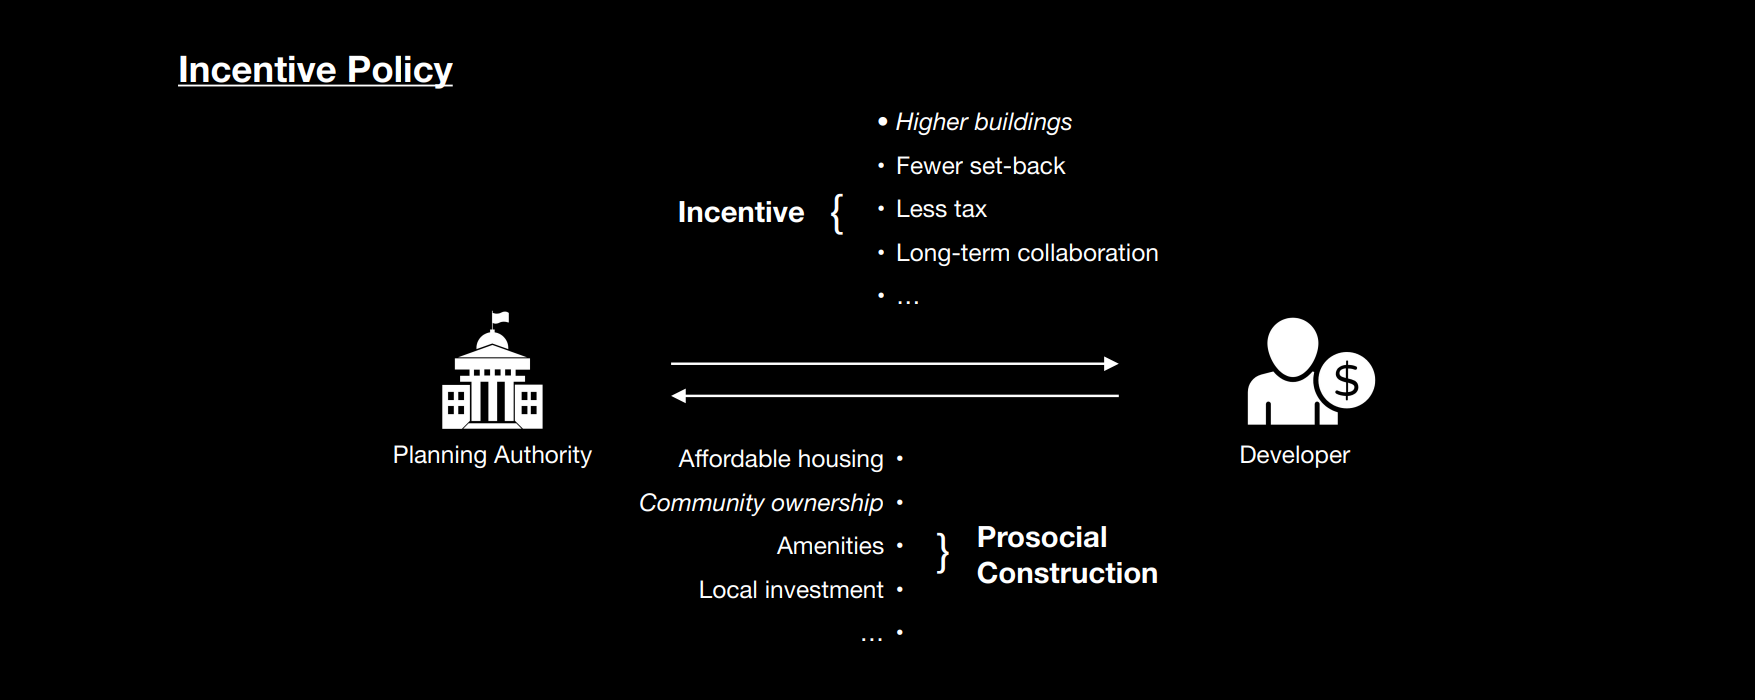 Incentive Policy
• Higher buildings
• Fewer set-back
Incentive {
• Less tax
• Long-term collaboration
• ...
$
Planning Authority
Developer
Affordable housing •
Community ownership •
Amenities •
} Prosocial
Construction
Local investment •
... •